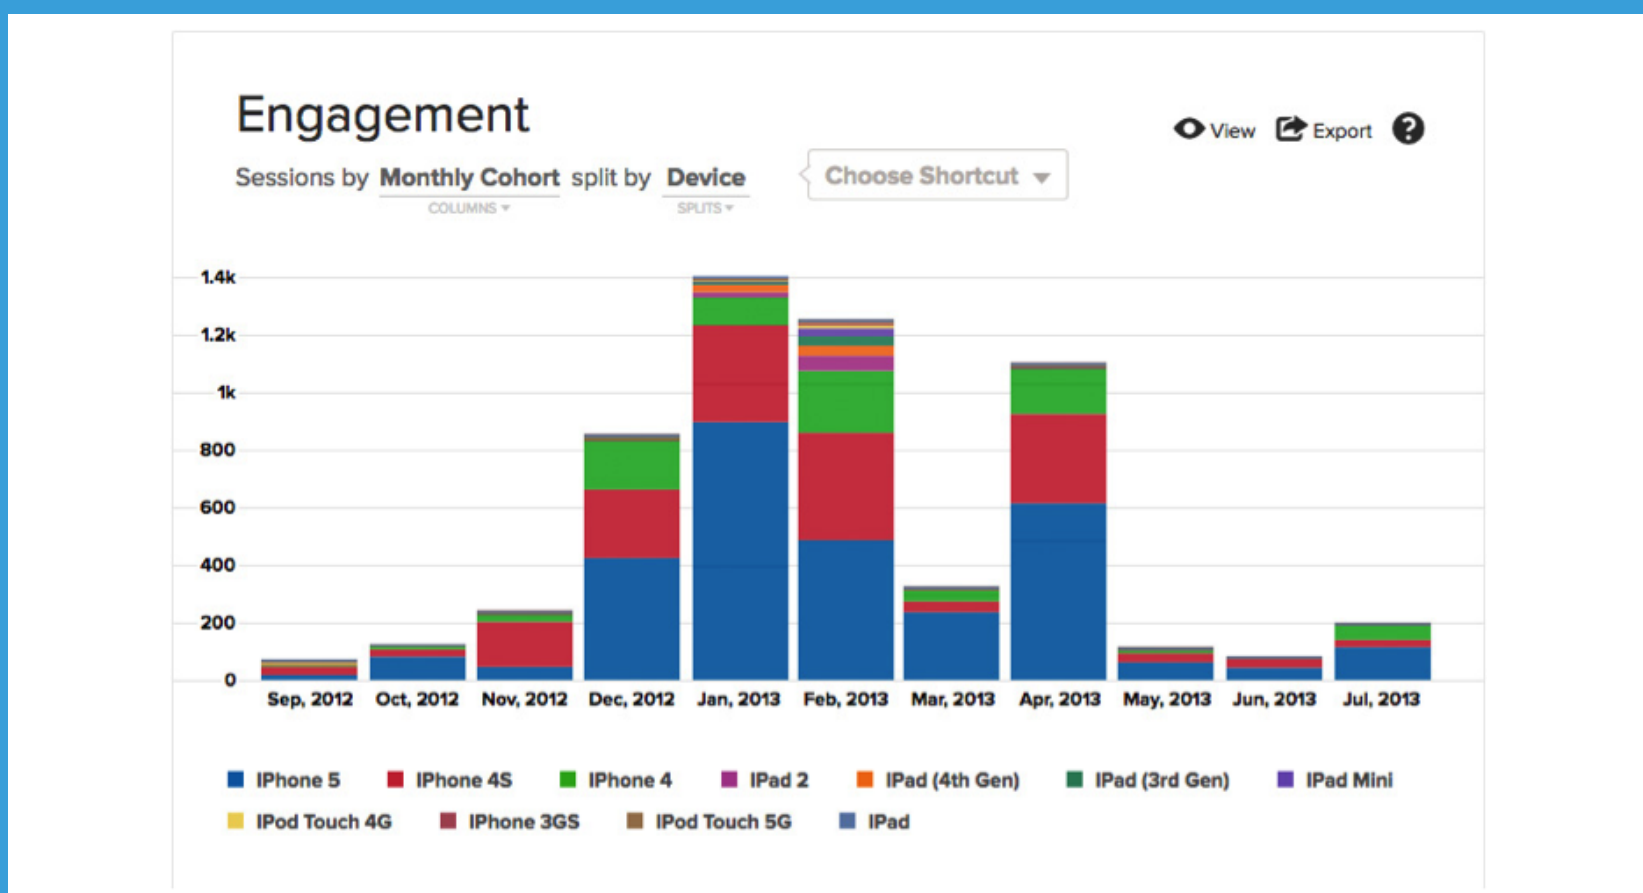 Engagement
View Export ?
Sessions by Monthly Cohort split by Device
Choose Shortcut
COLUMNS SPLITS
1.4k
1.2k
1k
800
600
400
200
0
Sep, 2012 Oct, 2012 Nov, 2012 Dec, 2012 Jan, 2013 Feb, 2013 Mar, 2013 Apr, 2013 May, 2013 Jun, 2013 Jul, 2013
IPhone 5 IPhone 4S IPhone 4 IPad 2 IPad (4th Gen) IPad (3rd Gen) IPad Mini
IPod Touch 4G IPhone 3GS IPod Touch 5G IPad